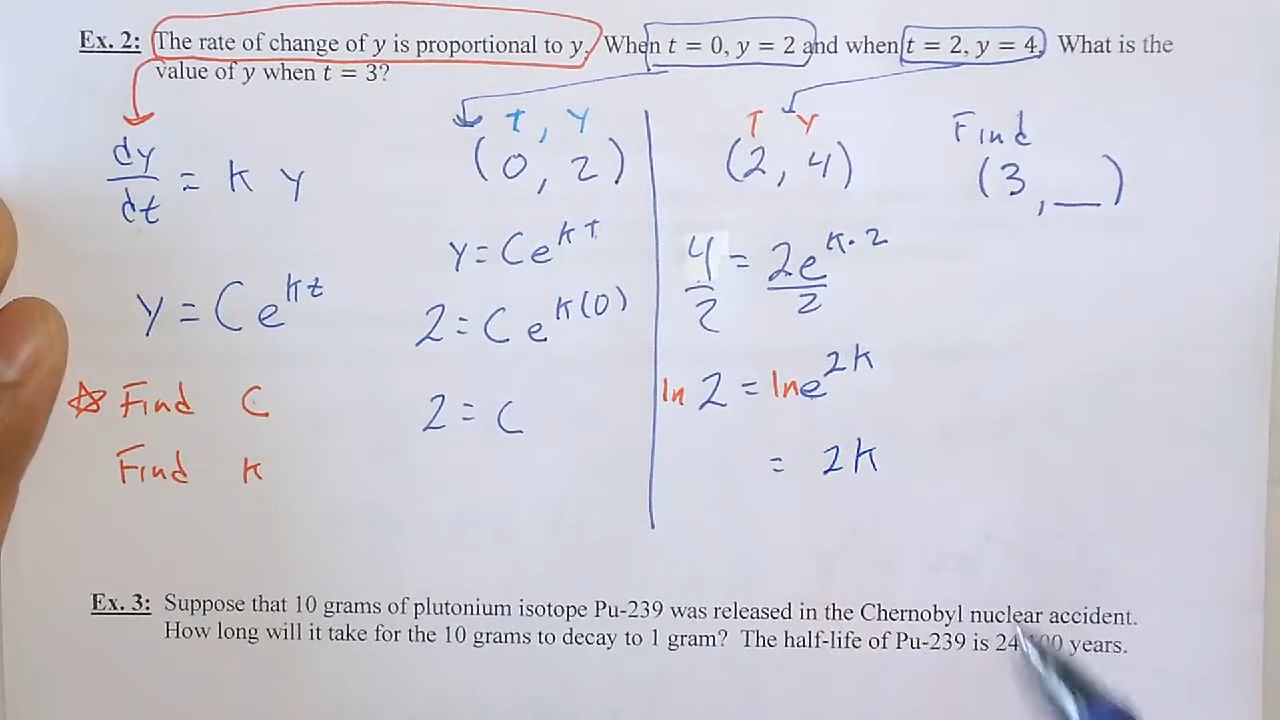 Ex. 2: The rate of change of y is proportional to y. When t = 0, y = 2 and when t = 2, y = 4. What is the
value of y when t = 3?
dy/dt = K Y
Y = Ce^{Kt}
☆ Find C
Find K
T, Y
(0, 2)
Y = Ce^{Kt}
2 = Ce^{K(0)}
2 = C
T Y
(2, 4)
4/2 = 2e^{K·2}/2
ln 2 = ln e^{2K}
= 2K
Find
(3, __)
Ex. 3: Suppose that 10 grams of plutonium isotope Pu-239 was released in the Chernobyl nuclear accident.
How long will it take for the 10 grams to decay to 1 gram? The half-life of Pu-239 is years.